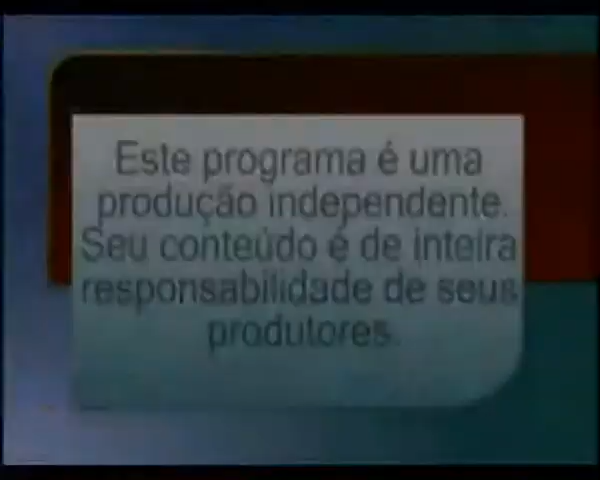 Este programa é uma
produção independente.
Seu conteúdo é de inteira
responsabilidade de seus
produtores.